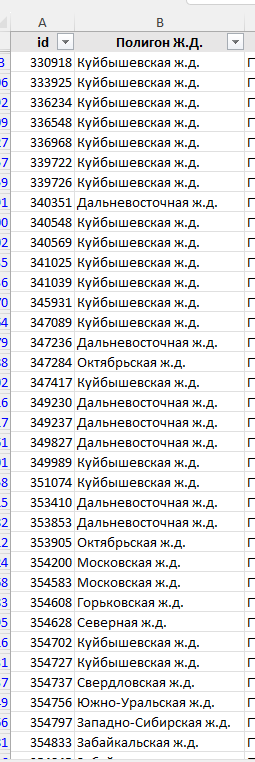 A B
id Полигон Ж.Д.
330918 Куйбышевская ж.д.
333925 Куйбышевская ж.д.
336234 Куйбышевская ж.д.
336548 Куйбышевская ж.д.
336968 Куйбышевская ж.д.
339722 Куйбышевская ж.д.
339726 Куйбышевская ж.д.
340351 Дальневосточная ж.д.
340548 Куйбышевская ж.д.
340569 Куйбышевская ж.д.
341025 Куйбышевская ж.д.
341039 Куйбышевская ж.д.
345931 Куйбышевская ж.д.
347089 Куйбышевская ж.д.
347236 Дальневосточная ж.д.
347284 Октябрьская ж.д.
347417 Куйбышевская ж.д.
349230 Дальневосточная ж.д.
349237 Дальневосточная ж.д.
349827 Дальневосточная ж.д.
349989 Куйбышевская ж.д.
351074 Куйбышевская ж.д.
353410 Дальневосточная ж.д.
353853 Дальневосточная ж.д.
353905 Октябрьская ж.д.
354200 Московская ж.д.
354583 Московская ж.д.
354608 Горьковская ж.д.
354628 Северная ж.д.
354702 Куйбышевская ж.д.
354727 Куйбышевская ж.д.
354737 Свердловская ж.д.
354756 Южно-Уральская ж.д.
354797 Западно-Сибирская ж.д.
354833 Забайкальская ж.д.